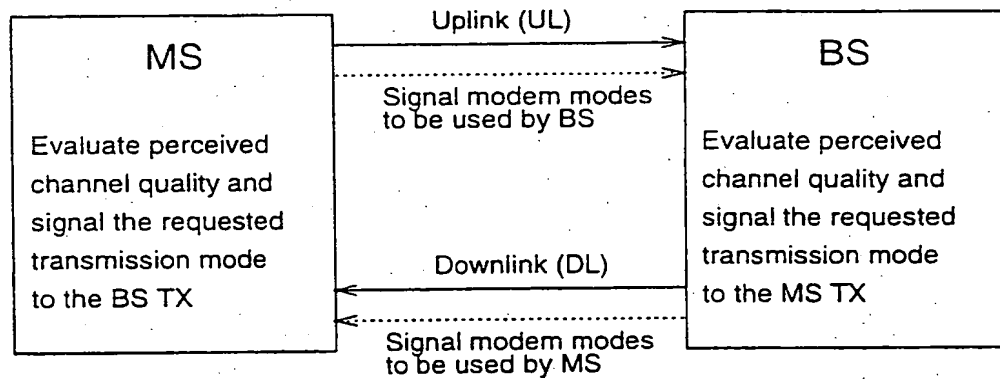 MS
Evaluate perceived
channel quality and
signal the requested
transmission mode
to the BS TX
Uplink (UL)
Signal modem modes
to be used by BS
Downlink (DL)
Signal modem modes
to be used by MS
BS
Evaluate perceived
channel quality and
signal the requested
transmission mode
to the MS TX